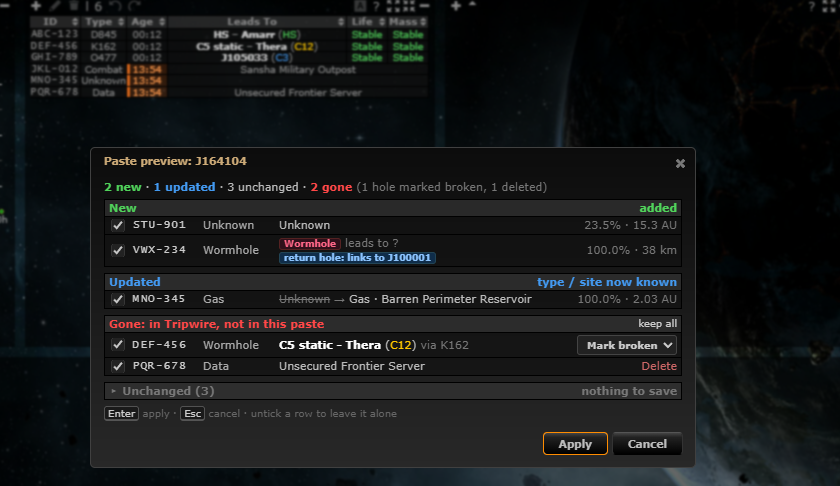 16
A ?
?
ID Type Age Leads To Life Mass
ABC-123 D845 00:12 HS - Amarr (HS) Stable Stable
DEF-456 K162 00:12 C5 static - Thera (C12) Stable Stable
GHI-789 O477 00:12 J105033 (C3) Stable Stable
JKL-012 Combat 13:54 Sansha Military Outpost
MNO-345 Unknown 13:54
PQR-678 Data 13:54 Unsecured Frontier Server
Paste preview: J164104
2 new · 1 updated · 3 unchanged · 2 gone (1 hole marked broken, 1 deleted)
New added
STU-901 Unknown Unknown 23.5% · 15.3 AU
VWX-234 Wormhole Wormhole leads to ? 100.0% · 38 km
return hole: links to J100001
Updated type / site now known
MNO-345 Gas Unknown → Gas · Barren Perimeter Reservoir 100.0% · 2.03 AU
Gone: in Tripwire, not in this paste keep all
DEF-456 Wormhole C5 static - Thera (C12) via K162 Mark broken
PQR-678 Data Unsecured Frontier Server Delete
Unchanged (3) nothing to save
Enter apply · Esc cancel · untick a row to leave it alone
Apply Cancel